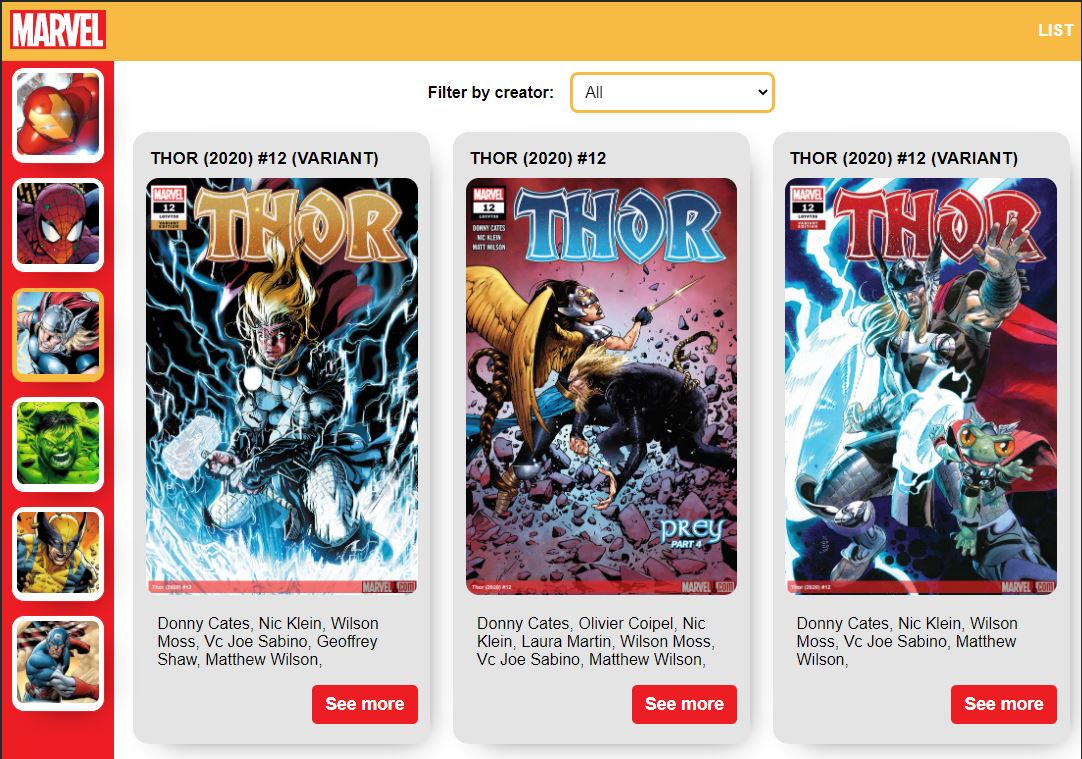 MARVEL
LIST
Filter by creator:
All
THOR (2020) #12 (VARIANT)
MARVEL
12
LGY#738
VARIANT
EDITION
THOR
Thor (2020) #12
MARVEL.COM
Donny Cates, Nic Klein, Wilson
Moss, Vc Joe Sabino, Geoffrey
Shaw, Matthew Wilson,
See more
THOR (2020) #12
MARVEL
12
LGY#738
DONNY CATES
NIC KLEIN
MATT WILSON
THOR
PREY
PART 4
Thor (2020) #12
MARVEL.COM
Donny Cates, Olivier Coipel, Nic
Klein, Laura Martin, Wilson Moss,
Vc Joe Sabino, Matthew Wilson,
See more
THOR (2020) #12 (VARIANT)
MARVEL
12
LGY#738
VARIANT
EDITION
THOR
Thor (2020) #12
MARVEL.COM
Donny Cates, Nic Klein, Wilson
Moss, Vc Joe Sabino, Matthew
Wilson,
See more